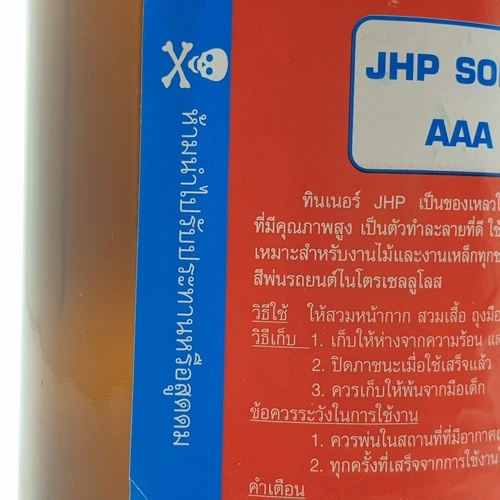 ห้ามนำไปรับประทานหรือสูดดม
JHP SO
AAA
ทินเนอร์ JHP เป็นของเหลวใ
ที่มีคุณภาพสูง เป็นตัวทำละลายที่ดี ใช้
เหมาะสำหรับงานไม้และงานเหล็กทุกช
สีพ่นรถยนต์ไนโตรเซลลูโลส
วิธีใช้ ให้สวมหน้ากาก สวมเสื้อ ถุงมือ
วิธีเก็บ 1. เก็บให้ห่างจากความร้อน แล
2. ปิดภาชนะเมื่อใช้เสร็จแล้ว
3. ควรเก็บให้พ้นจากมือเด็ก
ข้อควรระวังในการใช้งาน
1. ควรพ่นในสถานที่ที่มีอากาศ
2. ทุกครั้งที่เสร็จจากการใช้งาน
คำเตือน